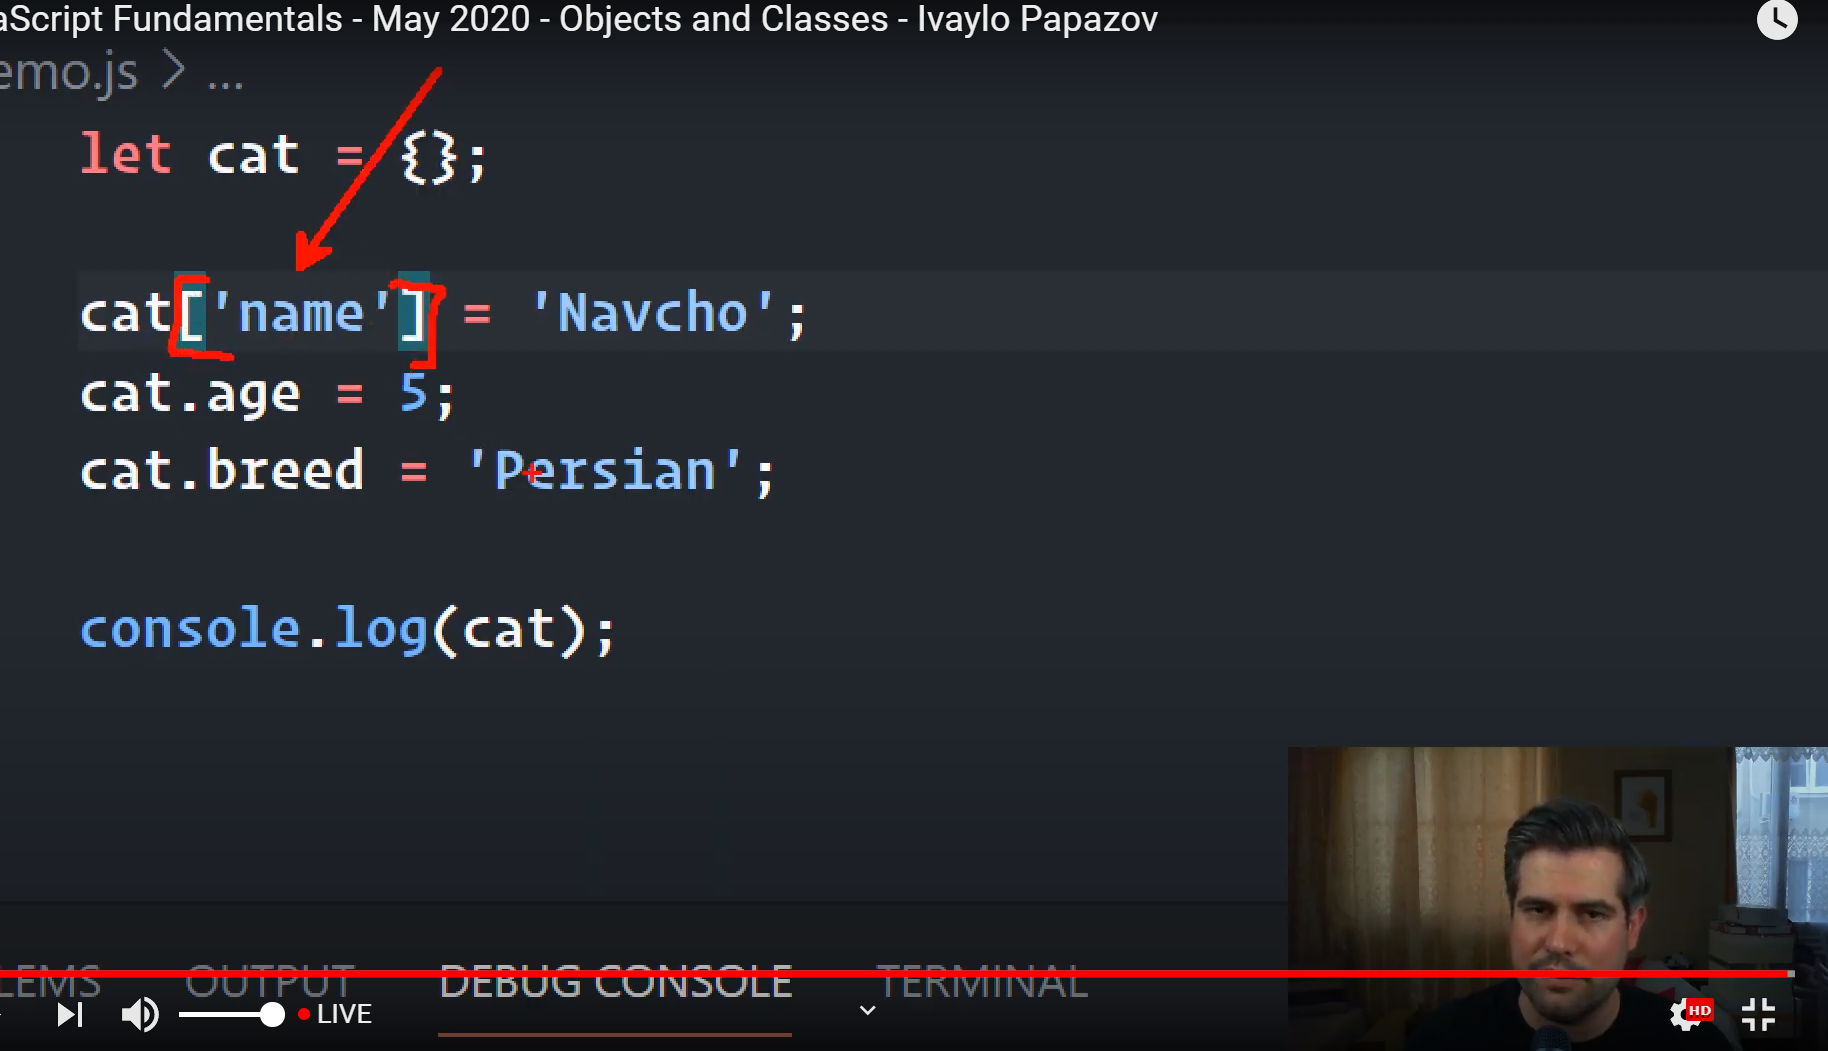 aScript Fundamentals - May 2020 - Objects and Classes - Ivaylo Papazov
emo.js > ...
let cat = {};
cat['name'] = 'Navcho';
cat.age = 5;
cat.breed = 'Persian';
console.log(cat);
LEMS OUTPUT DEBUG CONSOLE TERMINAL
LIVE
HD